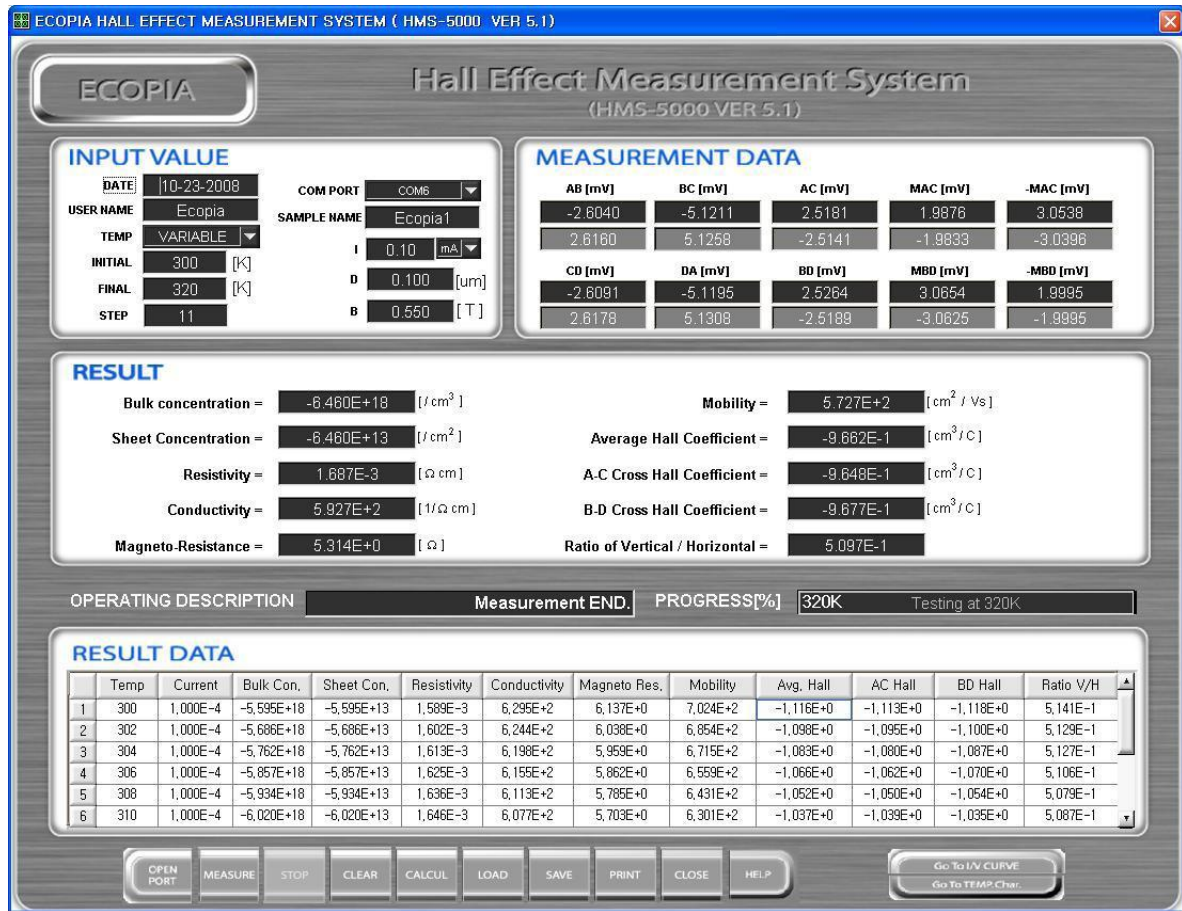 ECOPIA HALL EFFECT MEASUREMENT SYSTEM ( HMS-5000 VER 5,1)
ECOPIA
Hall Effect Measurement System
(HMS-5000 VER 5.1)
INPUT VALUE
DATE 10-23-2008
USER NAME Ecopia
TEMP VARIABLE
INITIAL 300 [K]
FINAL 320 [K]
STEP 11
COM PORT COM6
SAMPLE NAME Ecopia1
I 0.10 mA
D 0.100 [um]
B 0.550 [T]
MEASUREMENT DATA
AB [mV] BC [mV] AC [mV] MAC [mV] -MAC [mV]
-2.6040 -5.1211 2.5181 1.9876 3.0538
2.6160 5.1258 -2.5141 -1.9833 -3.0396
CD [mV] DA [mV] BD [mV] MBD [mV] -MBD [mV]
-2.6091 -5.1195 2.5264 3.0654 1.9995
2.6178 5.1308 -2.5189 -3.0625 -1.9995
RESULT
Bulk concentration = -6.460E+18 [/ cm3 ]
Sheet Concentration = -6.460E+13 [/ cm2 ]
Resistivity = 1.687E-3 [Ω cm]
Conductivity = 5.927E+2 [1/Ω cm]
Magneto-Resistance = 5.314E+0 [Ω]
Mobility = 5.727E+2 [cm2 / Vs]
Average Hall Coefficient = -9.662E-1 [cm3 / C]
A-C Cross Hall Coefficient = -9.648E-1 [cm3 / C]
B-D Cross Hall Coefficient = -9.677E-1 [cm3 / C]
Ratio of Vertical / Horizontal = 5.097E-1
OPERATING DESCRIPTION Measurement END. PROGRESS[%] 320K Testing at 320K
RESULT DATA
Temp Current Bulk Con, Sheet Con, Resistivity Conductivity Magneto Res, Mobility Avg, Hall AC Hall BD Hall Ratio V/H
1 300 1,000E-4 -5,595E+18 -5,595E+13 1,589E-3 6,295E+2 6,137E+0 7,024E+2 -1,116E+0 -1,113E+0 -1,118E+0 5,141E-1
2 302 1,000E-4 -5,686E+18 -5,686E+13 1,602E-3 6,244E+2 6,038E+0 6,854E+2 -1,098E+0 -1,095E+0 -1,100E+0 5,129E-1
3 304 1,000E-4 -5,762E+18 -5,762E+13 1,613E-3 6,198E+2 5,959E+0 6,715E+2 -1,083E+0 -1,080E+0 -1,087E+0 5,127E-1
4 306 1,000E-4 -5,857E+18 -5,857E+13 1,625E-3 6,155E+2 5,862E+0 6,559E+2 -1,066E+0 -1,062E+0 -1,070E+0 5,106E-1
5 308 1,000E-4 -5,934E+18 -5,934E+13 1,636E-3 6,113E+2 5,785E+0 6,431E+2 -1,052E+0 -1,050E+0 -1,054E+0 5,079E-1
6 310 1,000E-4 -6,020E+18 -6,020E+13 1,646E-3 6,077E+2 5,703E+0 6,301E+2 -1,037E+0 -1,039E+0 -1,035E+0 5,087E-1
OPEN PORT MEASURE STOP CLEAR CALCUL LOAD SAVE PRINT CLOSE HELP
Go To I/V CURVE
Go To TEMP.Char.